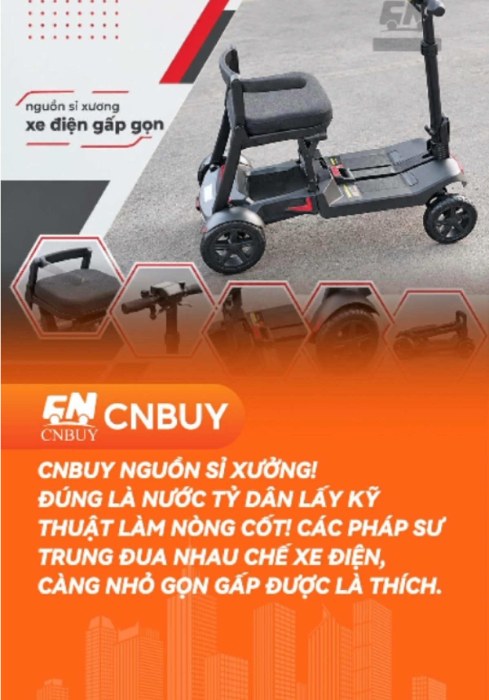 nguồn sỉ xương
xe điện gấp gọn
CNBUY
CNBUY
CNBUY NGUỒN SỈ XƯỞNG!
ĐÚNG LÀ NƯỚC TỶ DÂN LẤY KỸ
THUẬT LÀM NÒNG CỐT! CÁC PHÁP SƯ
TRUNG ĐUA NHAU CHẾ XE ĐIỆN,
CÀNG NHỎ GỌN GẤP ĐƯỢC LÀ THÍCH.